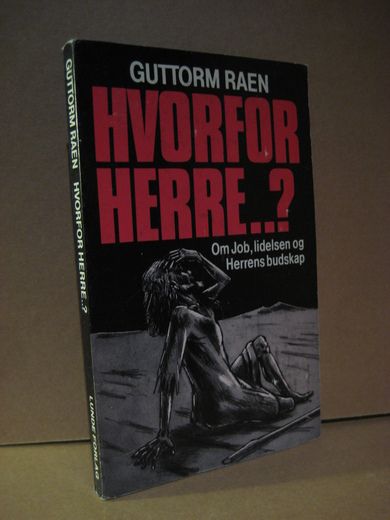 GUTTORM RAEN
HVORFOR
HERRE..?
Om Job, lidelsen og
Herrens budskap
GUTTORM RAEN HVORFOR HERRE..? LUNDE FORLAG